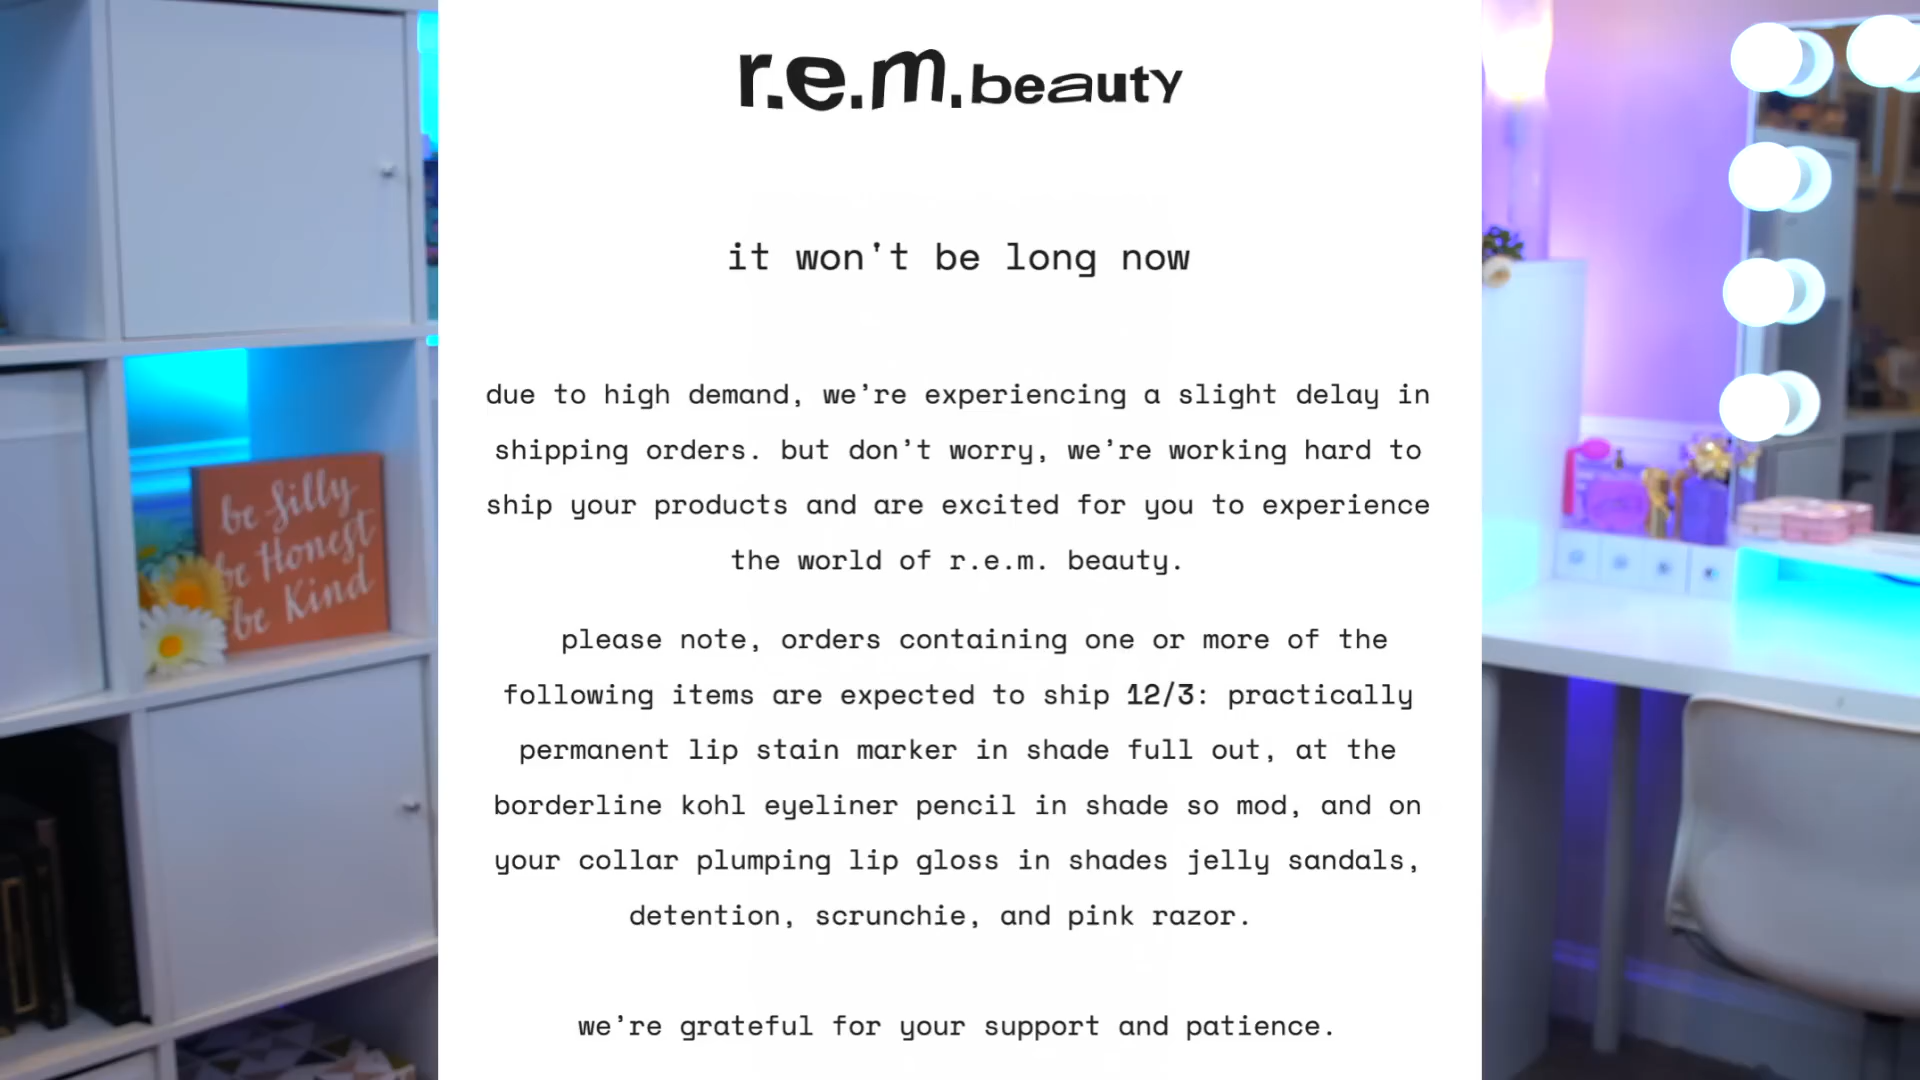 r.e.m.beauty
it won't be long now
due to high demand, we’re experiencing a slight delay in
shipping orders. but don’t worry, we’re working hard to
ship your products and are excited for you to experience
the world of r.e.m. beauty.
please note, orders containing one or more of the
following items are expected to ship 12/3: practically
permanent lip stain marker in shade full out, at the
borderline kohl eyeliner pencil in shade so mod, and on
your collar plumping lip gloss in shades jelly sandals,
detention, scrunchie, and pink razor.
we’re grateful for your support and patience.
be Silly
be Honest
be Kind